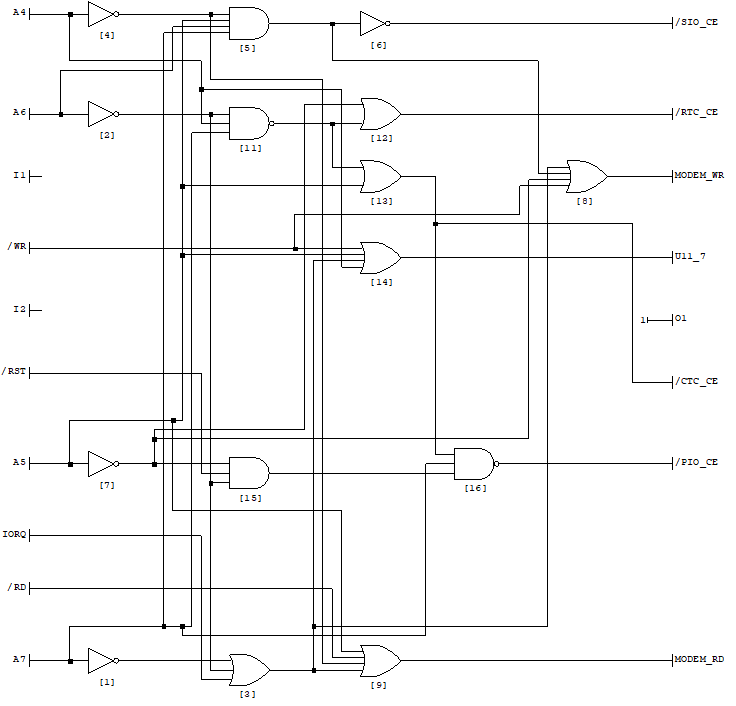 A4
[4]
[5]
[6]
/SIO_CE
A6
[2]
[11]
[12]
/RTC_CE
I1
[13]
[8]
MODEM_WR
/WR
[14]
U11_7
I2
1
O1
/RST
/CTC_CE
A5
[7]
[15]
[16]
/PIO_CE
IORQ
/RD
A7
[1]
[3]
[9]
MODEM_RD